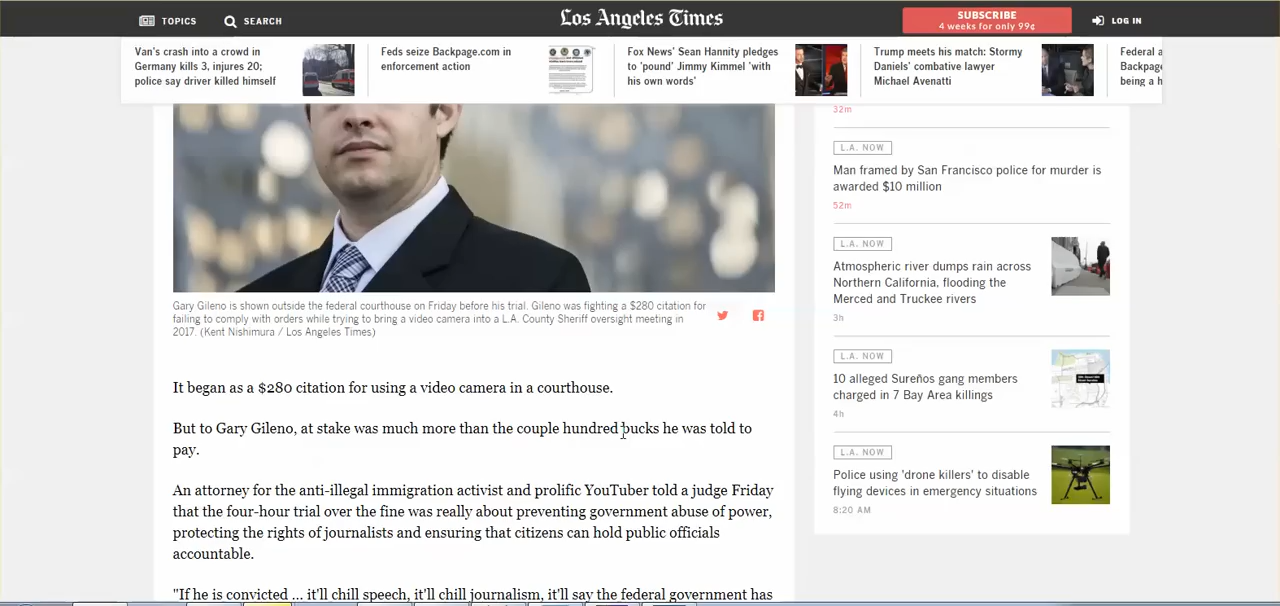 TOPICS
SEARCH
Los Angeles Times
SUBSCRIBE
4 weeks for only 99¢
LOG IN
Van's crash into a crowd in
Germany kills 3, injures 20;
police say driver killed himself
Feds seize Backpage.com in
enforcement action
Fox News' Sean Hannity pledges
to 'pound' Jimmy Kimmel 'with
his own words'
Trump meets his match: Stormy
Daniels' combative lawyer
Michael Avenatti
Federal a
Backpage
being a h
Gary Gileno is shown outside the federal courthouse on Friday before his trial. Gileno was fighting a $280 citation for
failing to comply with orders while trying to bring a video camera into a L.A. County Sheriff oversight meeting in
2017. (Kent Nishimura / Los Angeles Times)
It began as a $280 citation for using a video camera in a courthouse.
But to Gary Gileno, at stake was much more than the couple hundred bucks he was told to
pay.
An attorney for the anti-illegal immigration activist and prolific YouTuber told a judge Friday
that the four-hour trial over the fine was really about preventing government abuse of power,
protecting the rights of journalists and ensuring that citizens can hold public officials
accountable.
"If he is convicted ... it'll chill speech, it'll chill journalism, it'll say the federal government has
32m
L.A. NOW
Man framed by San Francisco police for murder is
awarded $10 million
52m
L.A. NOW
Atmospheric river dumps rain across
Northern California, flooding the
Merced and Truckee rivers
3h
L.A. NOW
10 alleged Sureños gang members
charged in 7 Bay Area killings
4h
L.A. NOW
Police using 'drone killers' to disable
flying devices in emergency situations
8:20 AM